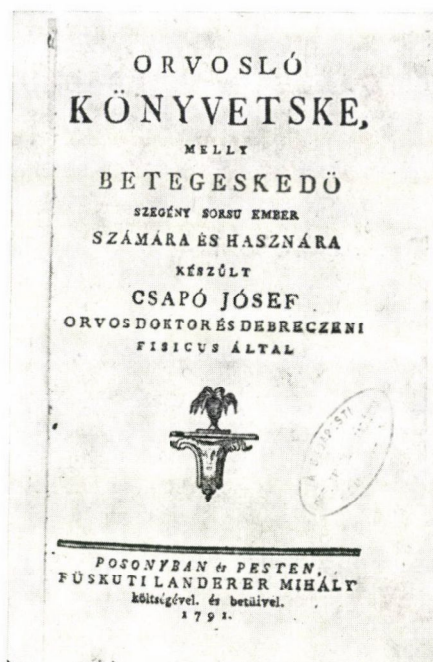 ORVOSLÓ
KÖNYVETSKE,
MELLY
BETEGESKEDÖ
SZEGÉNY SORSU EMBER
SZÁMÁRA ÉS HASZNÁRA
KÉSZÜLT
CSAPÓ JÓSEF
ORVOS DOKTOR ÉS DEBRECZENI
FISICUS ÁLTAL
POSONYBAN és PESTEN,
FÜSKUTI LANDERER MIHÁLY
költségével. és betüivel.
1791.